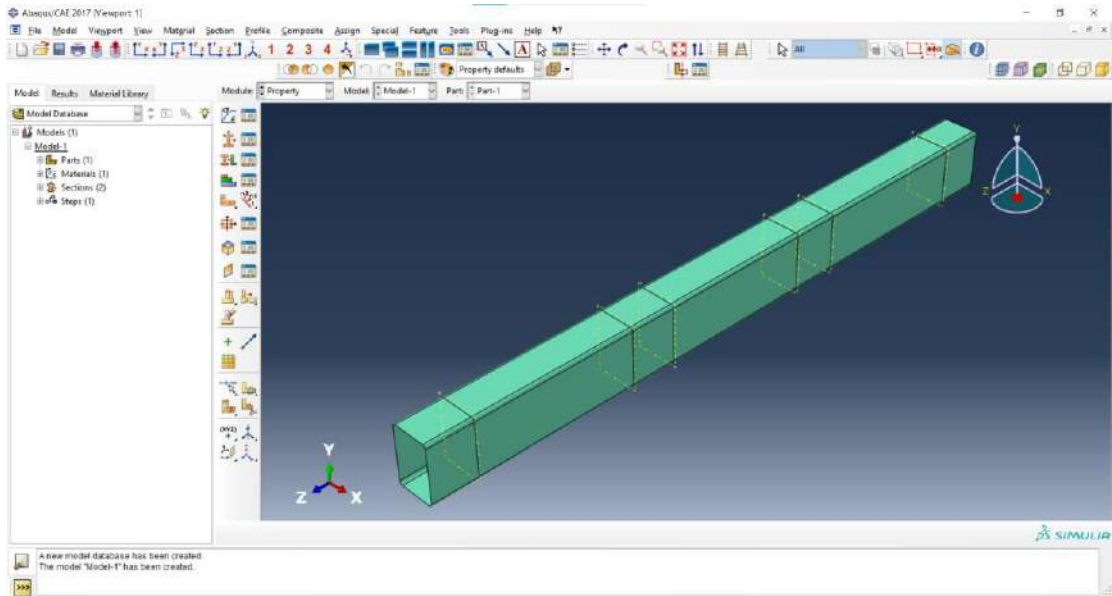 Abaqus/CAE 2017 [Viewport: 1]
File Model Viewport View Material Section Profile Composite Assign Special Feature Tools Plug-ins Help
1 2 3 4 A All
Property defaults
Model Results Material Library
Module: Property Model: Model-1 Part: Part-1
Model Database
Models (1)
Model-1
Parts (1)
Materials (1)
Sections (2)
Steps (1)
Y
Z X
Y
Z X
SIMULIA
A new model database has been created.
The model "Model-1" has been created.
>>>